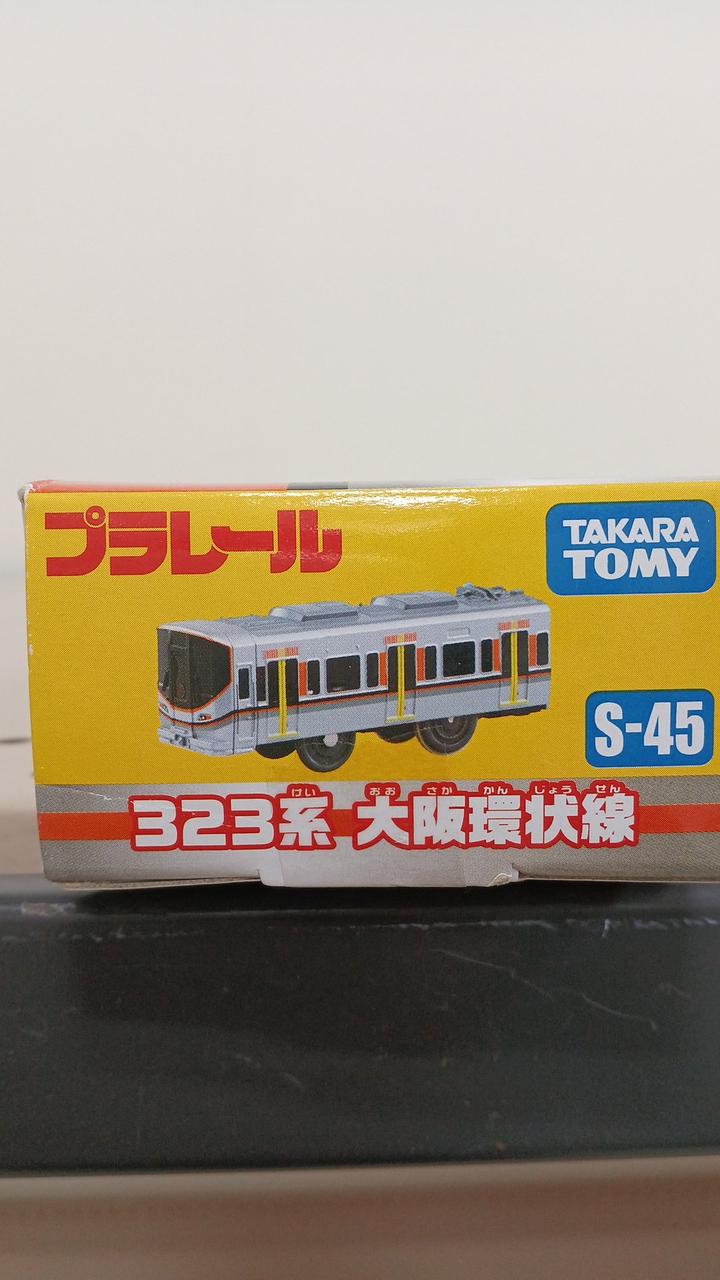 プラレール
TAKARA
TOMY
S-45
けい おお さか かん じょう せん
323系 大阪環状線